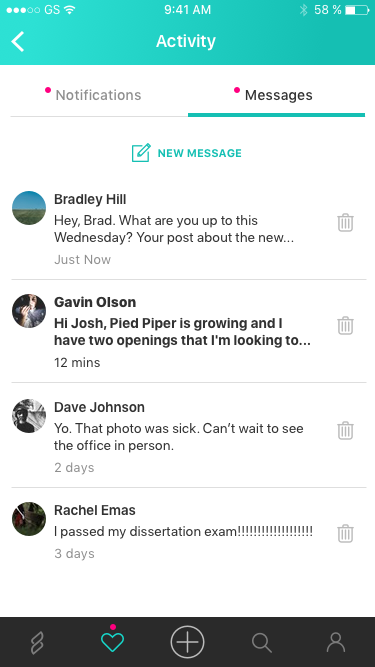 GS 9:41 AM 58 %
Activity
Notifications Messages
NEW MESSAGE
Bradley Hill
Hey, Brad. What are you up to this
Wednesday? Your post about the new...
Just Now
Gavin Olson
Hi Josh, Pied Piper is growing and I
have two openings that I'm looking to...
12 mins
Dave Johnson
Yo. That photo was sick. Can’t wait to see
the office in person.
2 days
Rachel Emas
I passed my dissertation exam!!!!!!!!!!!!!!!!!!!
3 days